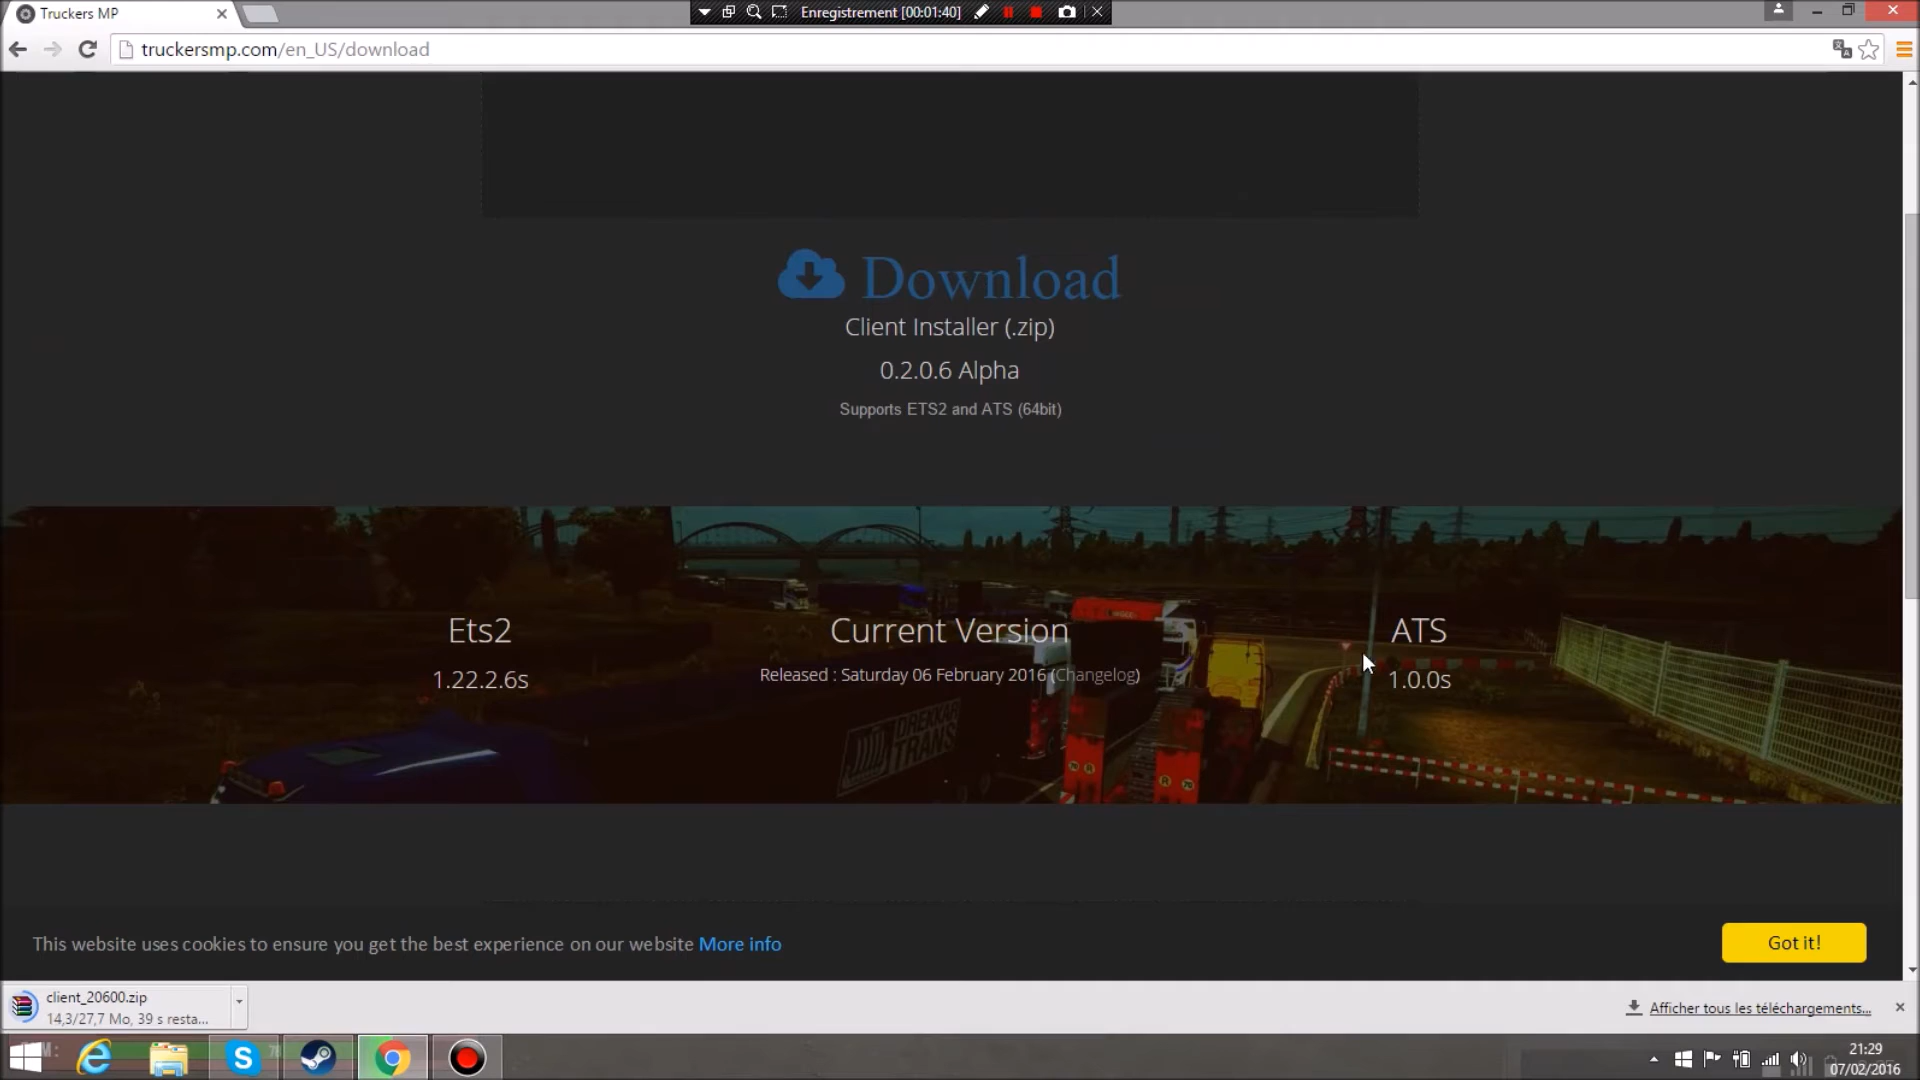 Truckers MP
Enregistrement [00:01:40]
truckersmp.com/en_US/download
Download
Client Installer (.zip)
0.2.0.6 Alpha
Supports ETS2 and ATS (64bit)
Ets2
Current Version
ATS
1.22.2.6s
Released : Saturday 06 February 2016 (Changelog)
1.0.0s
DREKKAR
TRANS
This website uses cookies to ensure you get the best experience on our website More info
Got it!
client_20600.zip
14,3/27,7 Mo, 39 s resta...
Afficher tous les téléchargements...
21:29
07/02/2016